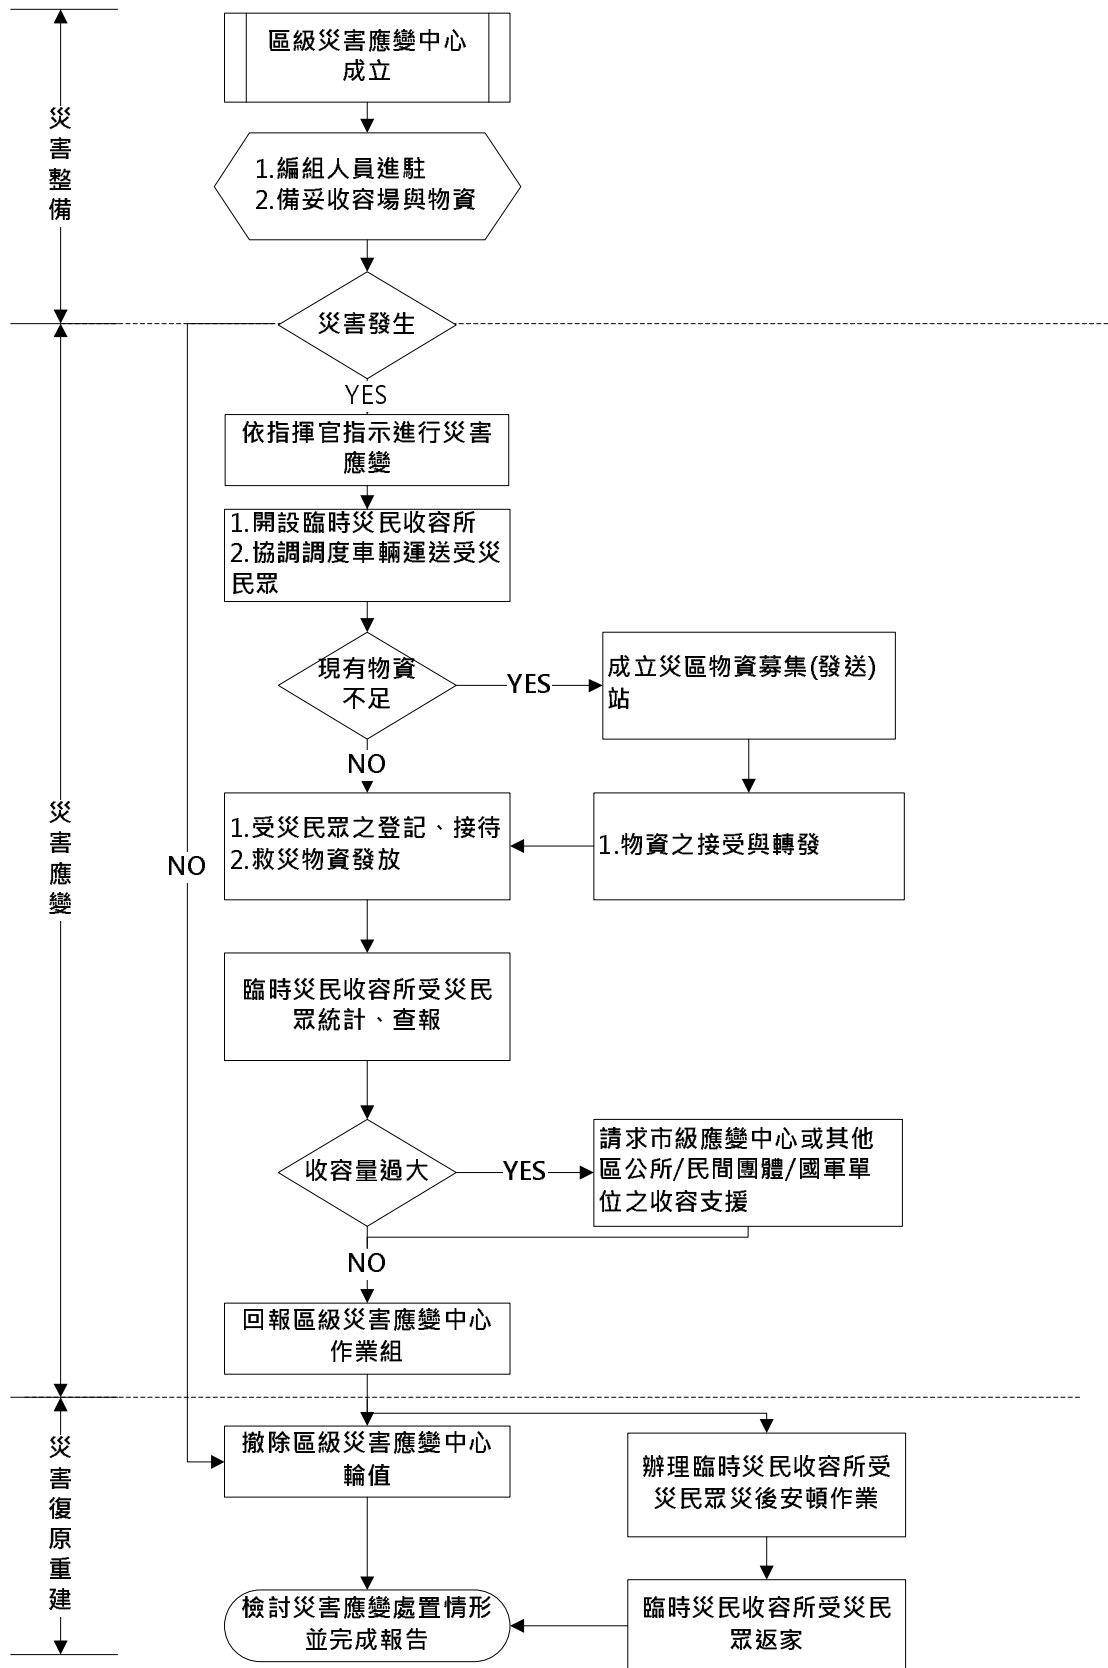 區級災害應變中心
成立
災害整備
1.編組人員進駐
2.備妥收容場與物資
災害發生
YES
依指揮官指示進行災害
應變
1.開設臨時災民收容所
2.協調調度車輛運送受災
民眾
現有物資
不足
YES
成立災區物資募集(發送)
站
NO
災害應變
NO
1.受災民眾之登記、接待
2.救災物資發放
1.物資之接受與轉發
臨時災民收容所受災民
眾統計、查報
收容量過大
YES
請求市級應變中心或其他
區公所/民間團體/國軍單
位之收容支援
NO
回報區級災害應變中心
作業組
災害復原重建
撤除區級災害應變中心
輪值
辦理臨時災民收容所受
災民眾災後安頓作業
檢討災害應變處置情形
並完成報告
臨時災民收容所受災民
眾返家